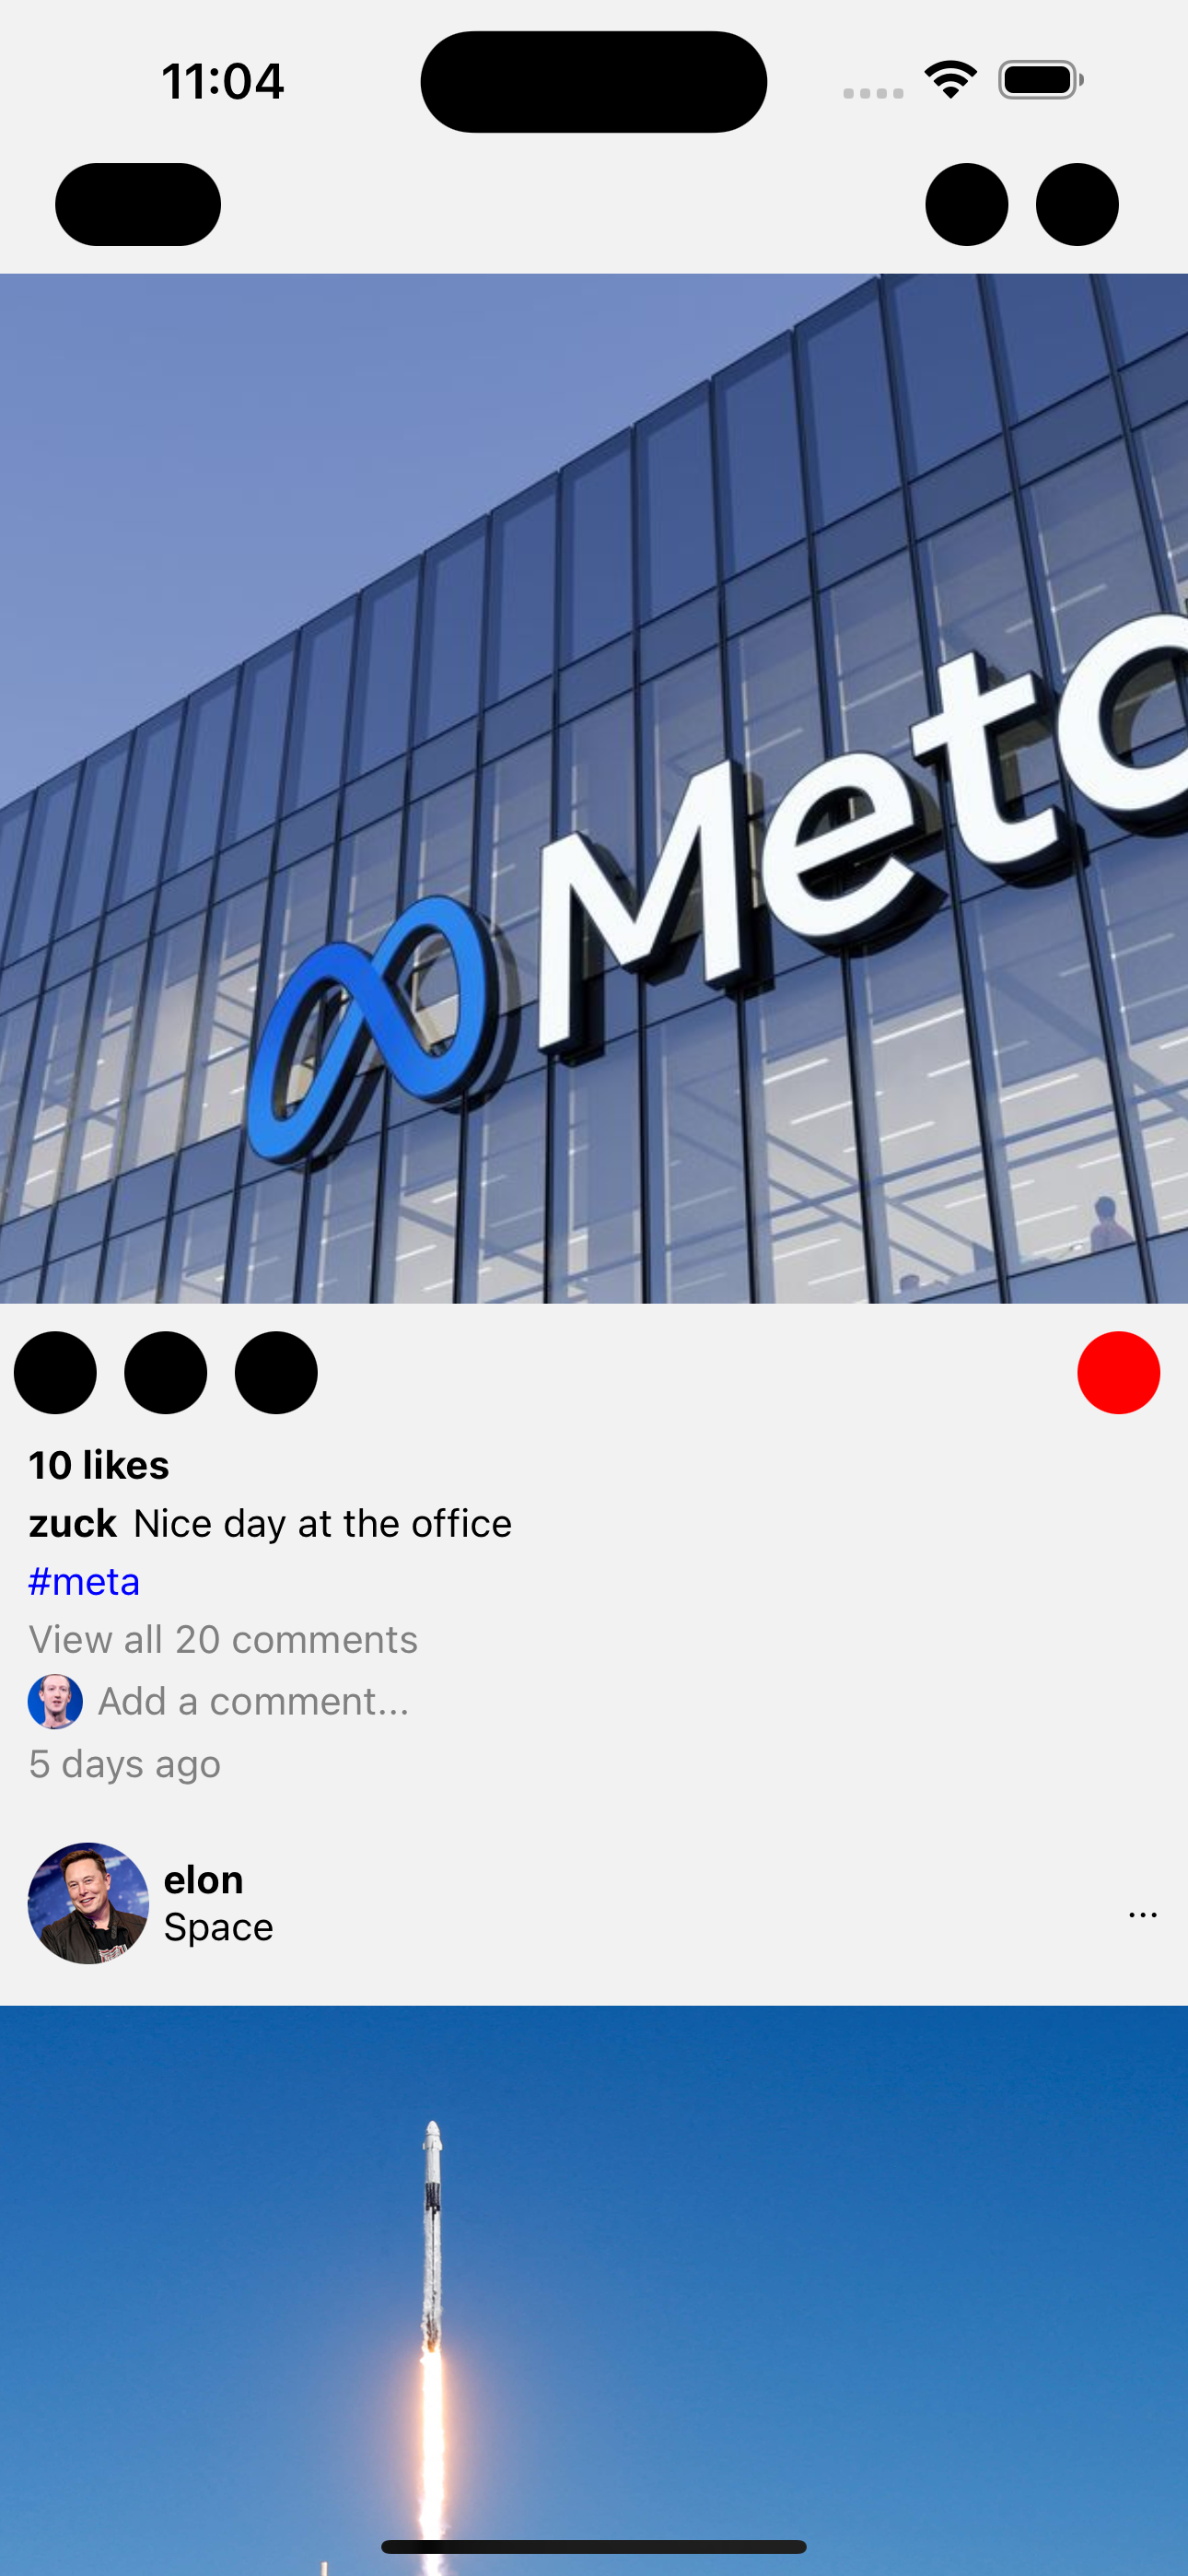 11:04
Meta
10 likes
zuck Nice day at the office
#meta
View all 20 comments
Add a comment...
5 days ago
elon
Space
...